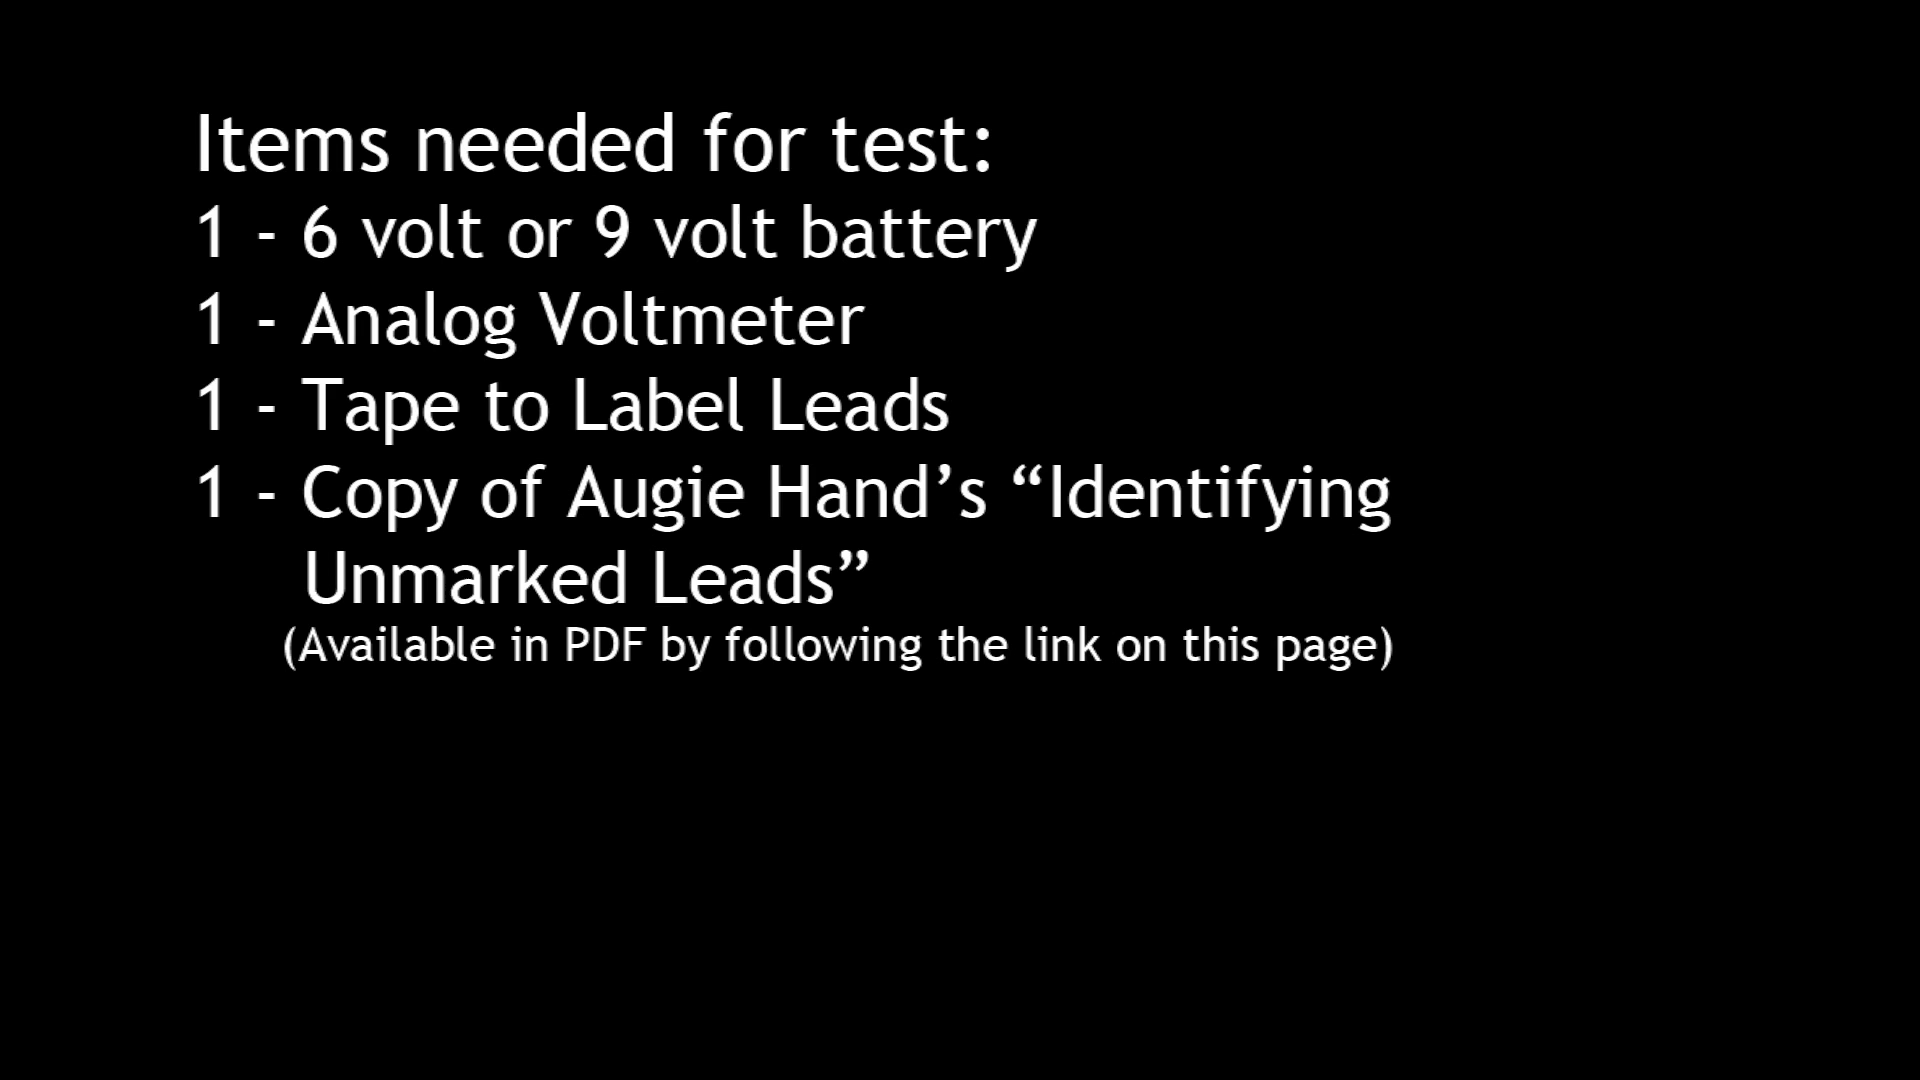 Items needed for test:
1 - 6 volt or 9 volt battery
1 - Analog Voltmeter
1 - Tape to Label Leads
1 - Copy of Augie Hand’s “Identifying
Unmarked Leads”
(Available in PDF by following the link on this page)